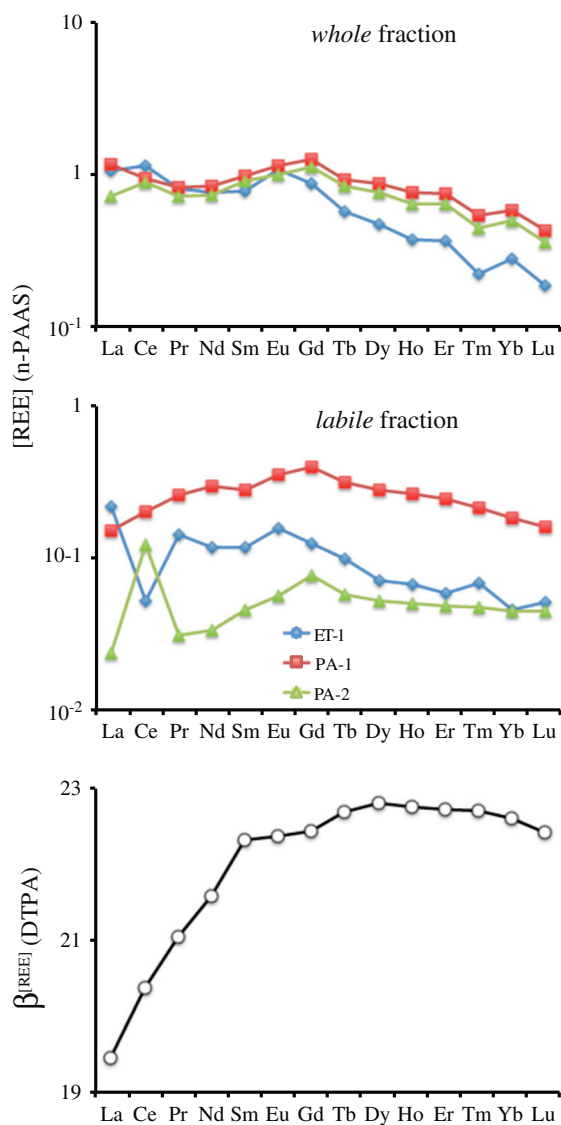 10
whole fraction
1
10-1
La Ce Pr Nd Sm Eu Gd Tb Dy Ho Er Tm Yb Lu
[REE] (n-PAAS)
1
labile fraction
10-1
ET-1
PA-1
PA-2
10-2
La Ce Pr Nd Sm Eu Gd Tb Dy Ho Er Tm Yb Lu
23
21
β[REE] (DTPA)
19
La Ce Pr Nd Sm Eu Gd Tb Dy Ho Er Tm Yb Lu